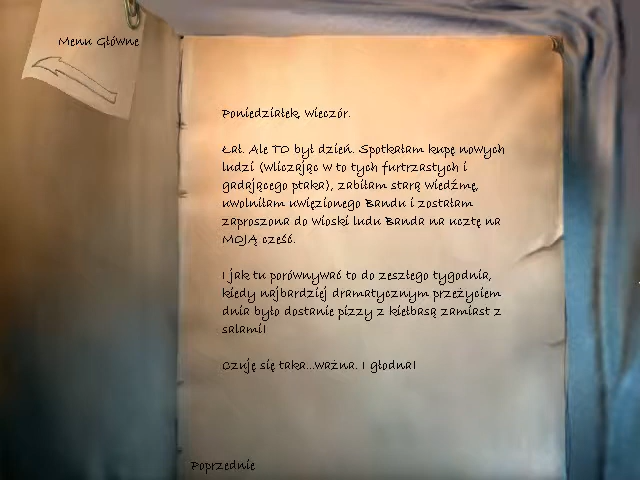 Menu Główne
Poniedziałek, Wieczór.
Łał. Ale TO był dzień. Spotkałam kupę nowych
ludzi (wliczając w to tych furtrzastych i
gadającego ptaka), zabiłam starą wiedźmę,
uwolniłam uwięzionego Bandu i zostałam
zaproszona do wioski ludu Banda na ucztę na
MOJĄ cześć.
I jak tu porównywać to do zeszłego tygodnia,
kiedy najbardziej dramatycznym przeżyciem
dnia było dostanie pizzy z kiełbasą zamiast z
salami!
Czuję się taka...ważna. I głodna!
Poprzednie